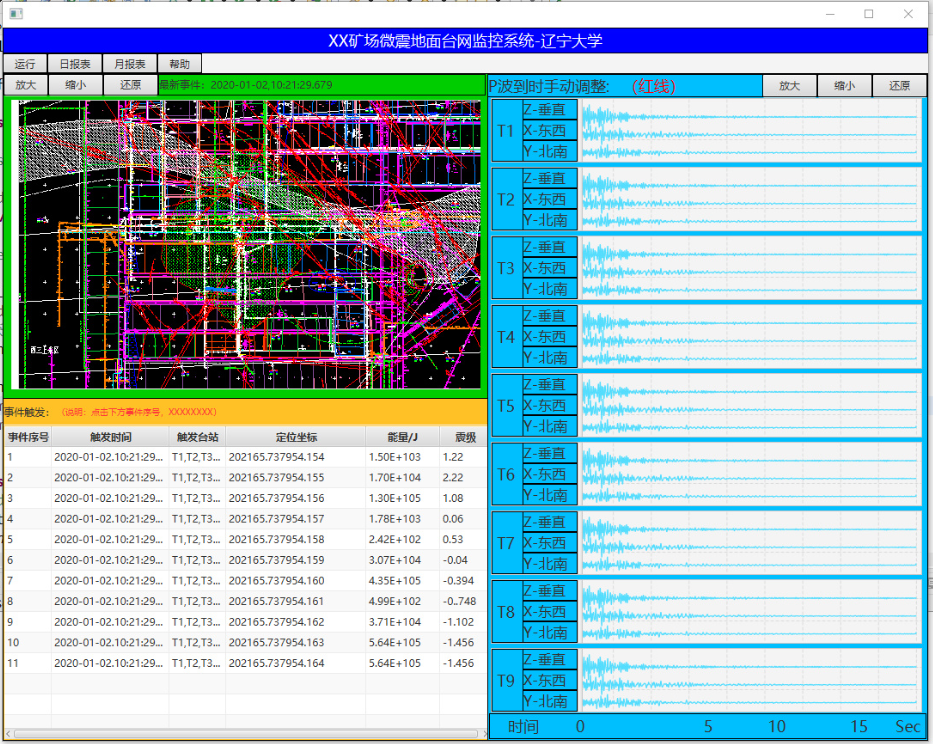 XX矿场微震地面台网监控系统-辽宁大学
运行 日报表 月报表 帮助
放大 缩小 还原 最新事件：2020-01-02,10:21:29.679
P波到时手动调整： （红线） 放大 缩小 还原
T1 Z-垂直
X-东西
Y-北南
T2 Z-垂直
X-东西
Y-北南
T3 Z-垂直
X-东西
Y-北南
T4 Z-垂直
X-东西
Y-北南
T5 Z-垂直
X-东西
Y-北南
T6 Z-垂直
X-东西
Y-北南
T7 Z-垂直
X-东西
Y-北南
T8 Z-垂直
X-东西
Y-北南
T9 Z-垂直
X-东西
Y-北南
时间 0 5 10 15 Sec
事件触发： （说明：点击下方事件序号，XXXXXXXX）
事件序号 触发时间 触发台站 定位坐标 能量/J 震级
1 2020-01-02.10:21:29... T1,T2,T3... 202165.737954.154 1.50E+103 1.22
2 2020-01-02.10:21:29... T1,T2,T3... 202165.737954.155 1.70E+104 2.22
3 2020-01-02.10:21:29... T1,T2,T3... 202165.737954.156 1.30E+105 1.08
4 2020-01-02.10:21:29... T1,T2,T3... 202165.737954.157 1.78E+103 0.06
5 2020-01-02.10:21:29... T1,T2,T3... 202165.737954.158 2.42E+102 0.53
6 2020-01-02.10:21:29... T1,T2,T3... 202165.737954.159 3.07E+104 -0.04
7 2020-01-02.10:21:29... T1,T2,T3... 202165.737954.160 4.35E+105 -0.394
8 2020-01-02.10:21:29... T1,T2,T3... 202165.737954.161 4.99E+102 -0..748
9 2020-01-02.10:21:29... T1,T2,T3... 202165.737954.162 3.71E+104 -1.102
10 2020-01-02.10:21:29... T1,T2,T3... 202165.737954.163 5.64E+105 -1.456
11 2020-01-02.10:21:29... T1,T2,T3... 202165.737954.164 5.64E+105 -1.456